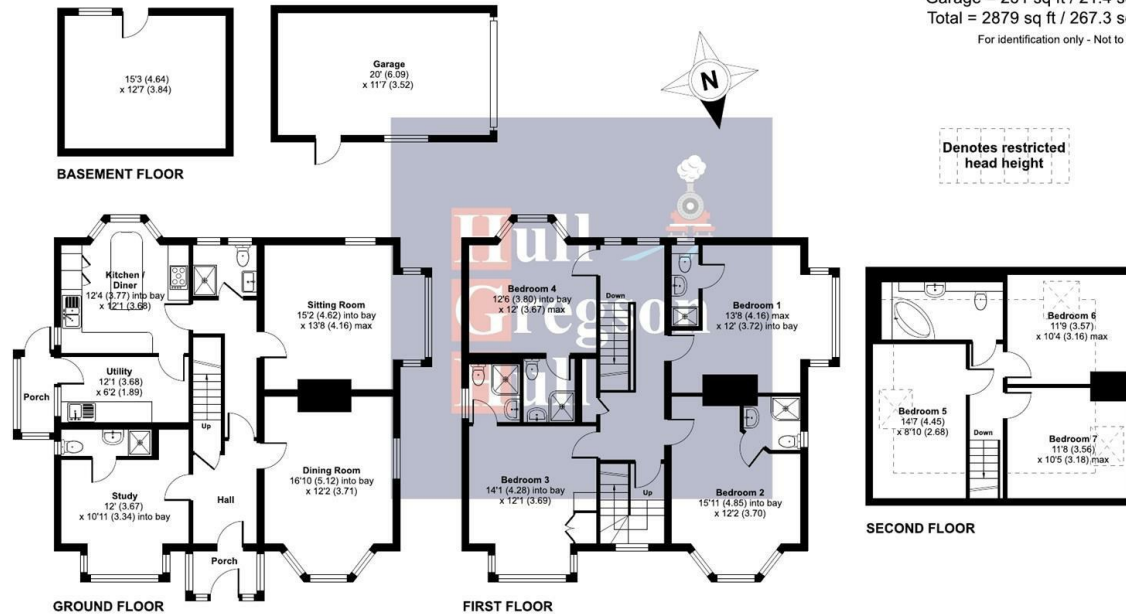 Garage = 231 sq ft / 21.4 s
Total = 2879 sq ft / 267.3 sq
For identification only - Not to
N
Denotes restricted
head height
15'3 (4.64)
x 12'7 (3.84)
BASEMENT FLOOR
Garage
20' (6.09)
x 11'7 (3.52)
Hull
Gregson
Hull
Kitchen /
Diner
12'4 (3.77) into bay
x 12'1 (3.68)
Sitting Room
15'2 (4.62) into bay
x 13'8 (4.16) max
Utility
12'1 (3.68)
x 6'2 (1.89)
Porch
Up
Study
12' (3.67)
x 10'11 (3.34) into bay
Hall
Dining Room
16'10 (5.12) into bay
x 12'2 (3.71)
Porch
GROUND FLOOR
Bedroom 4
12'6 (3.80) into bay
x 12' (3.67) max
Down
Bedroom 1
13'8 (4.16) max
x 12' (3.72) into bay
Bedroom 3
14'1 (4.28) into bay
x 12'1 (3.69)
Up
Bedroom 2
15'11 (4.85) into bay
x 12'2 (3.70)
FIRST FLOOR
Bedroom 6
11'9 (3.57)
x 10'4 (3.16) max
Bedroom 5
14'7 (4.45)
x 8'10 (2.68)
Down
Bedroom 7
11'8 (3.56)
x 10'5 (3.18) max
SECOND FLOOR